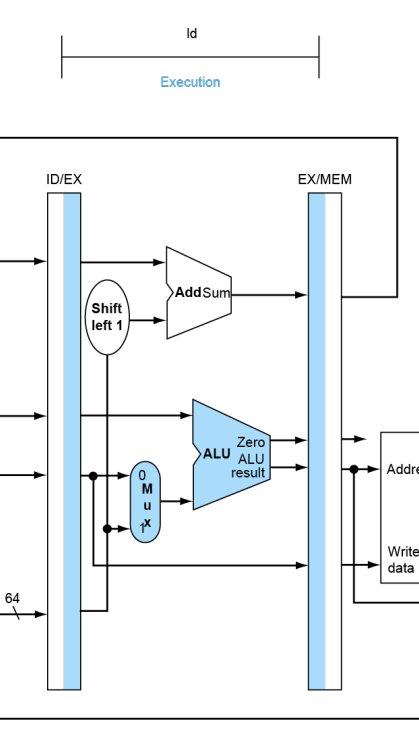 ld
Execution
ID/EX
EX/MEM
Add Sum
Shift
left 1
Zero
ALU
ALU
result
0
M
u
x
1
Addre
Write
data
64